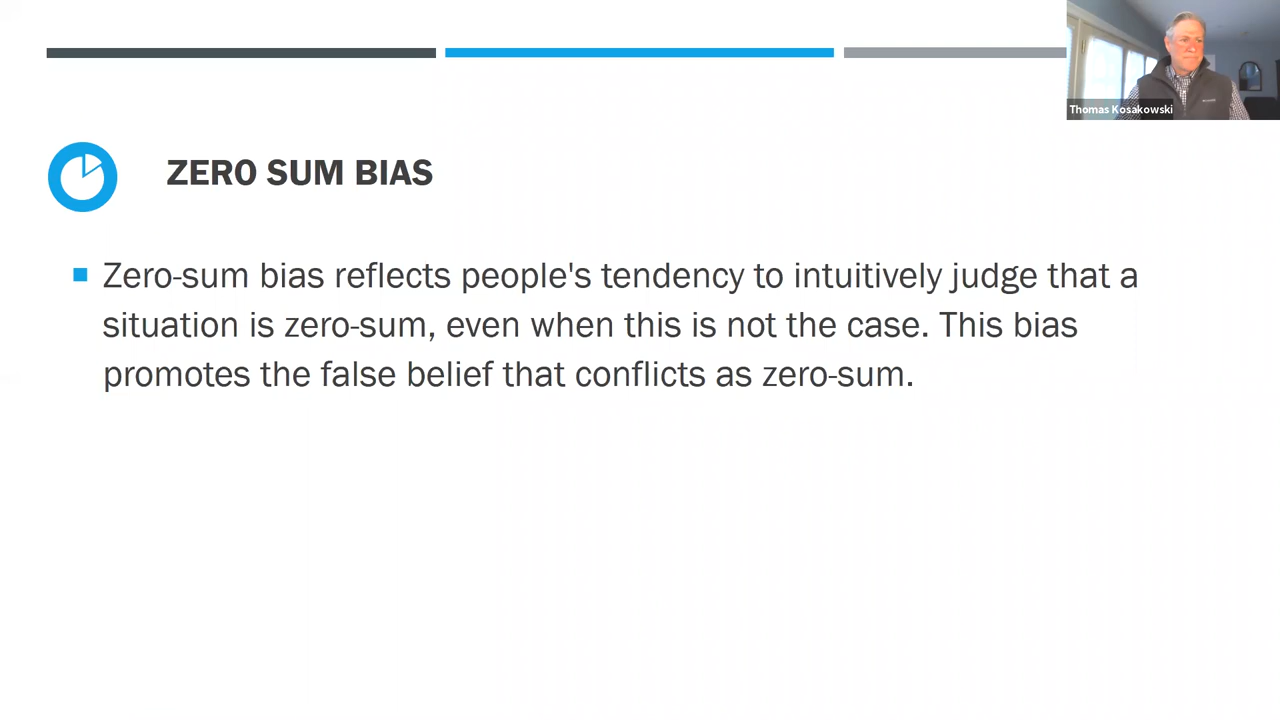 Thomas Kosakowski
ZERO SUM BIAS
Zero-sum bias reflects people's tendency to intuitively judge that a
situation is zero-sum, even when this is not the case. This bias
promotes the false belief that conflicts as zero-sum.